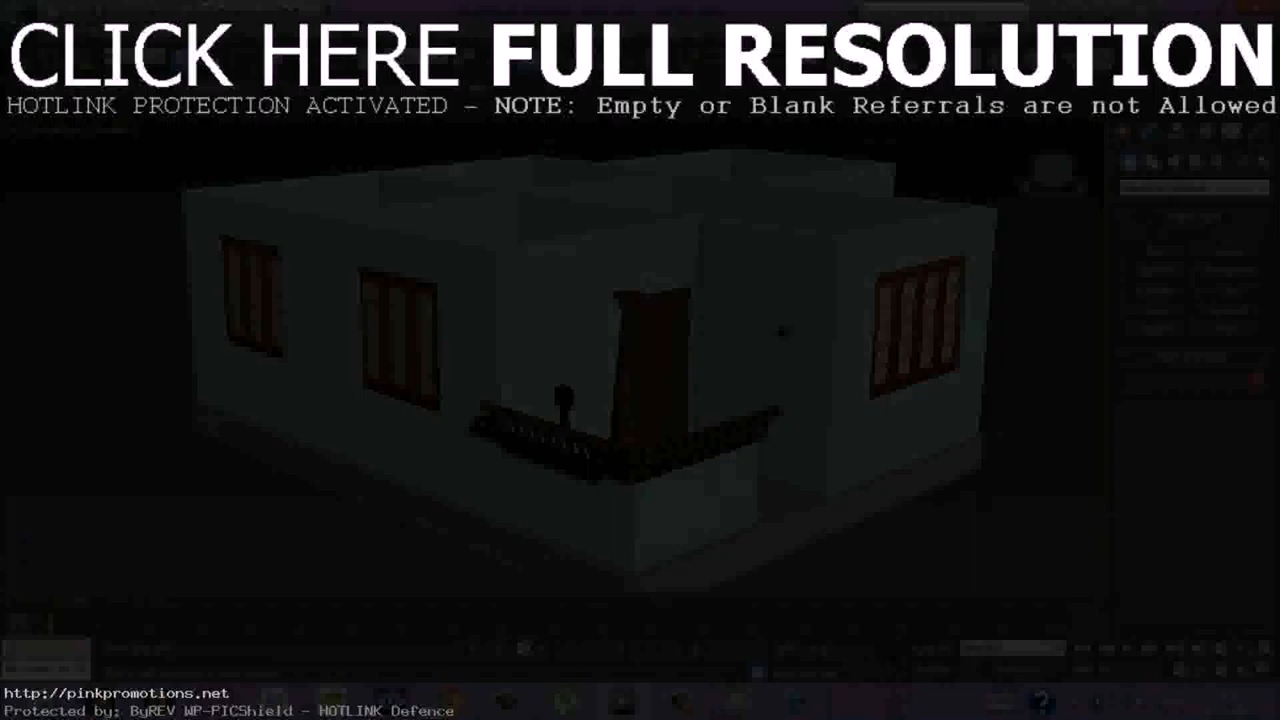 CLICK HERE FULL RESOLUTION
HOTLINK PROTECTION ACTIVATED - NOTE: Empty or Blank Referrals are not Allowed
http://pinkpromotions.net
Protected by: ByREV WP-PICShield - HOTLINK Defence